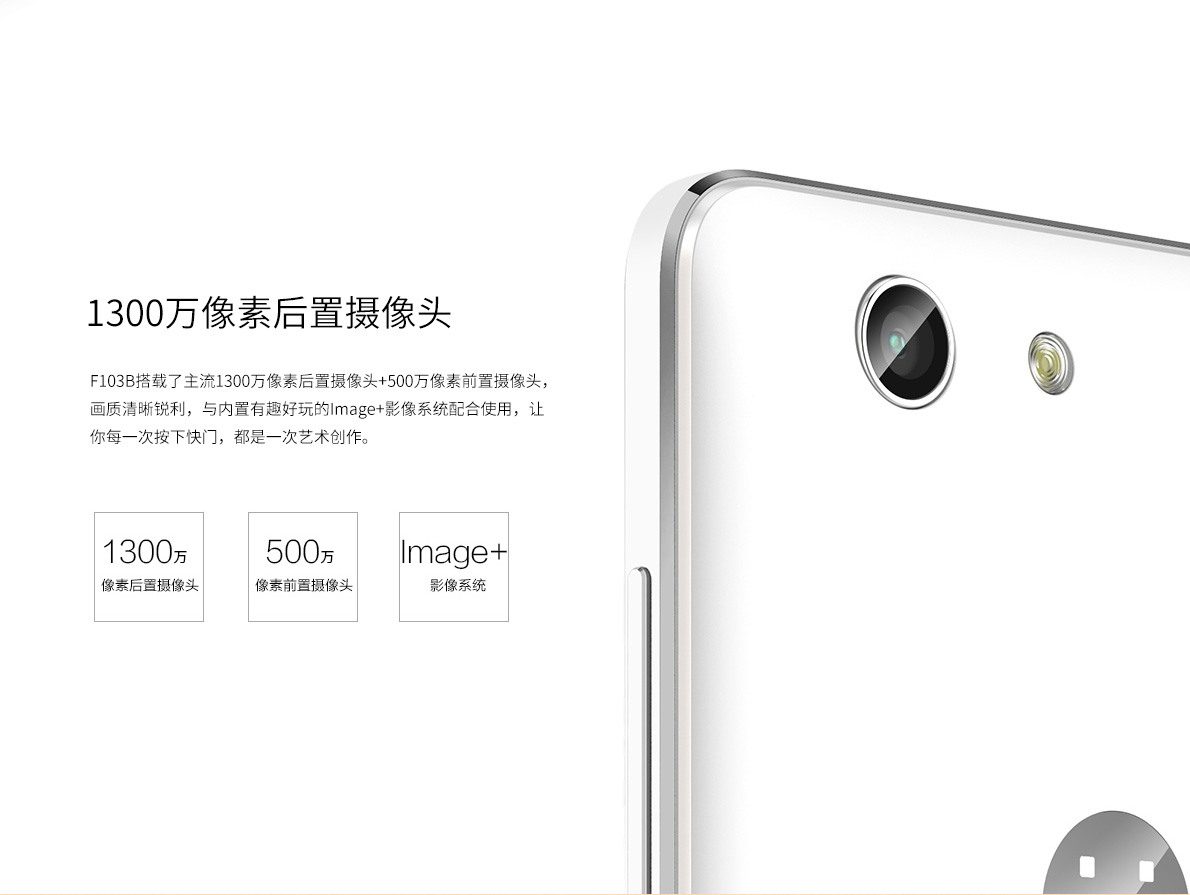 1300万像素后置摄像头
F103B搭载了主流1300万像素后置摄像头+500万像素前置摄像头，
画质清晰锐利，与内置有趣好玩的Image+影像系统配合使用，让
你每一次按下快门，都是一次艺术创作。
1300万
像素后置摄像头
500万
像素前置摄像头
Image+
影像系统